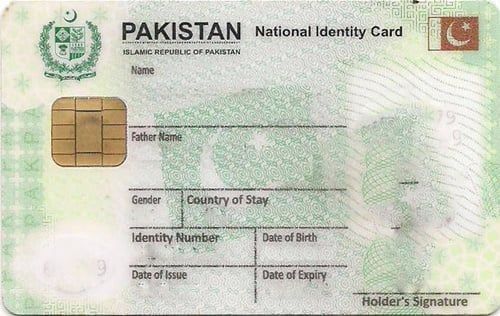 PAKISTAN National Identity Card
ISLAMIC REPUBLIC OF PAKISTAN
Name
Father Name
Gender Country of Stay
Identity Number Date of Birth
Date of Issue Date of Expiry
Holder's Signature